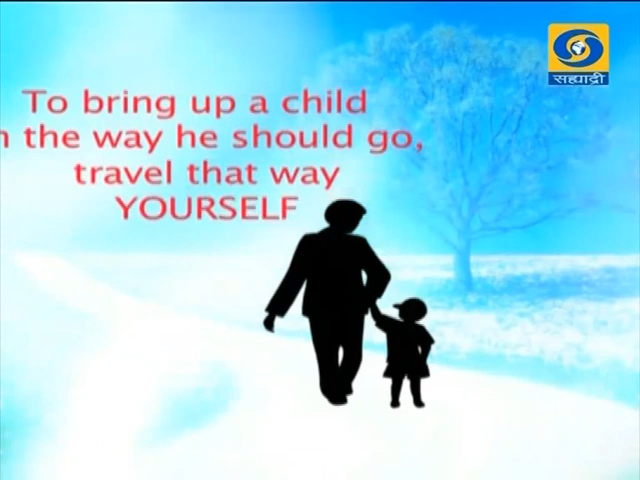 To bring up a child
n the way he should go,
travel that way
YOURSELF
सह्याद्री